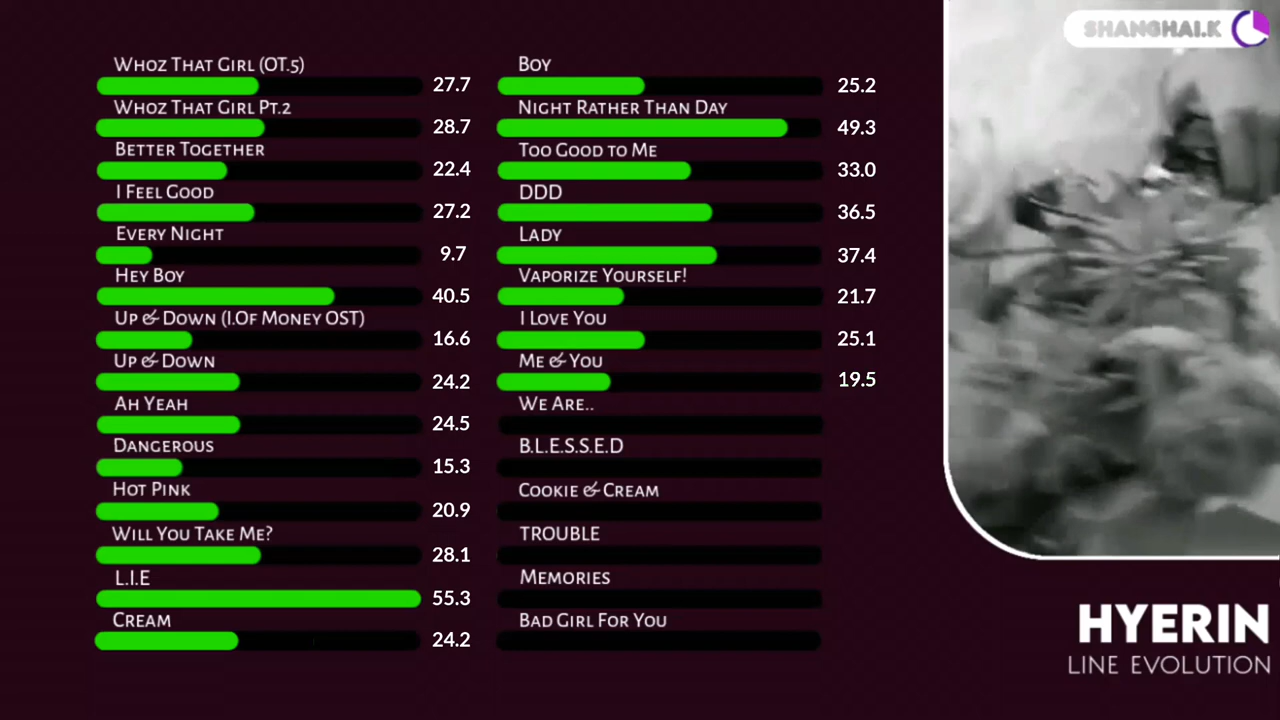 WHOZ THAT GIRL (OT.5)
27.7
WHOZ THAT GIRL PT.2
28.7
BETTER TOGETHER
22.4
I FEEL GOOD
27.2
EVERY NIGHT
9.7
HEY BOY
40.5
UP & DOWN (I.OF MONEY OST)
16.6
UP & DOWN
24.2
AH YEAH
24.5
DANGEROUS
15.3
HOT PINK
20.9
WILL YOU TAKE ME?
28.1
L.I.E
55.3
CREAM
24.2
BOY
25.2
NIGHT RATHER THAN DAY
49.3
TOO GOOD TO ME
33.0
DDD
36.5
LADY
37.4
VAPORIZE YOURSELF!
21.7
I LOVE YOU
25.1
ME & YOU
19.5
WE ARE..
B.L.E.S.S.E.D
COOKIE & CREAM
TROUBLE
MEMORIES
BAD GIRL FOR YOU
SHANGHAI.K
HYERIN
LINE EVOLUTION